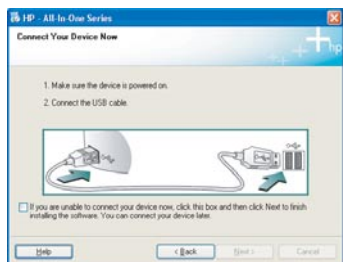 HP - All-In-One Series
Connect Your Device Now
hp
1. Make sure the device is powered on.
2. Connect the USB cable.
If you are unable to connect your device now, click this box and then click Next to finish
installing the software. You can connect your device later.
Help
< Back
Next >
Cancel